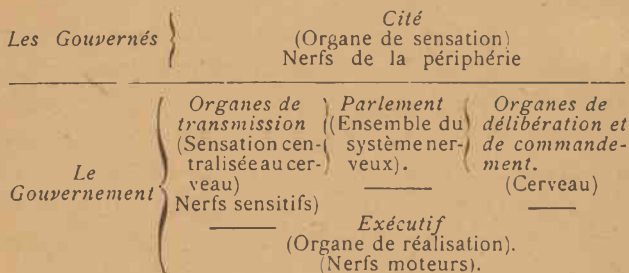 Les Gouvernés
Cité
(Organe de sensation)
Nerfs de la périphérie
Le
Gouvernement
Organes de
transmission
(Sensation cen-
tralisée au cer-
veau)
Nerfs sensitifs)
Parlement
(Ensemble du
système ner-
veux).
Organes de
délibération et
de commande-
ment.
(Cerveau)
Exécutif
(Organe de réalisation).
(Nerfs moteurs).